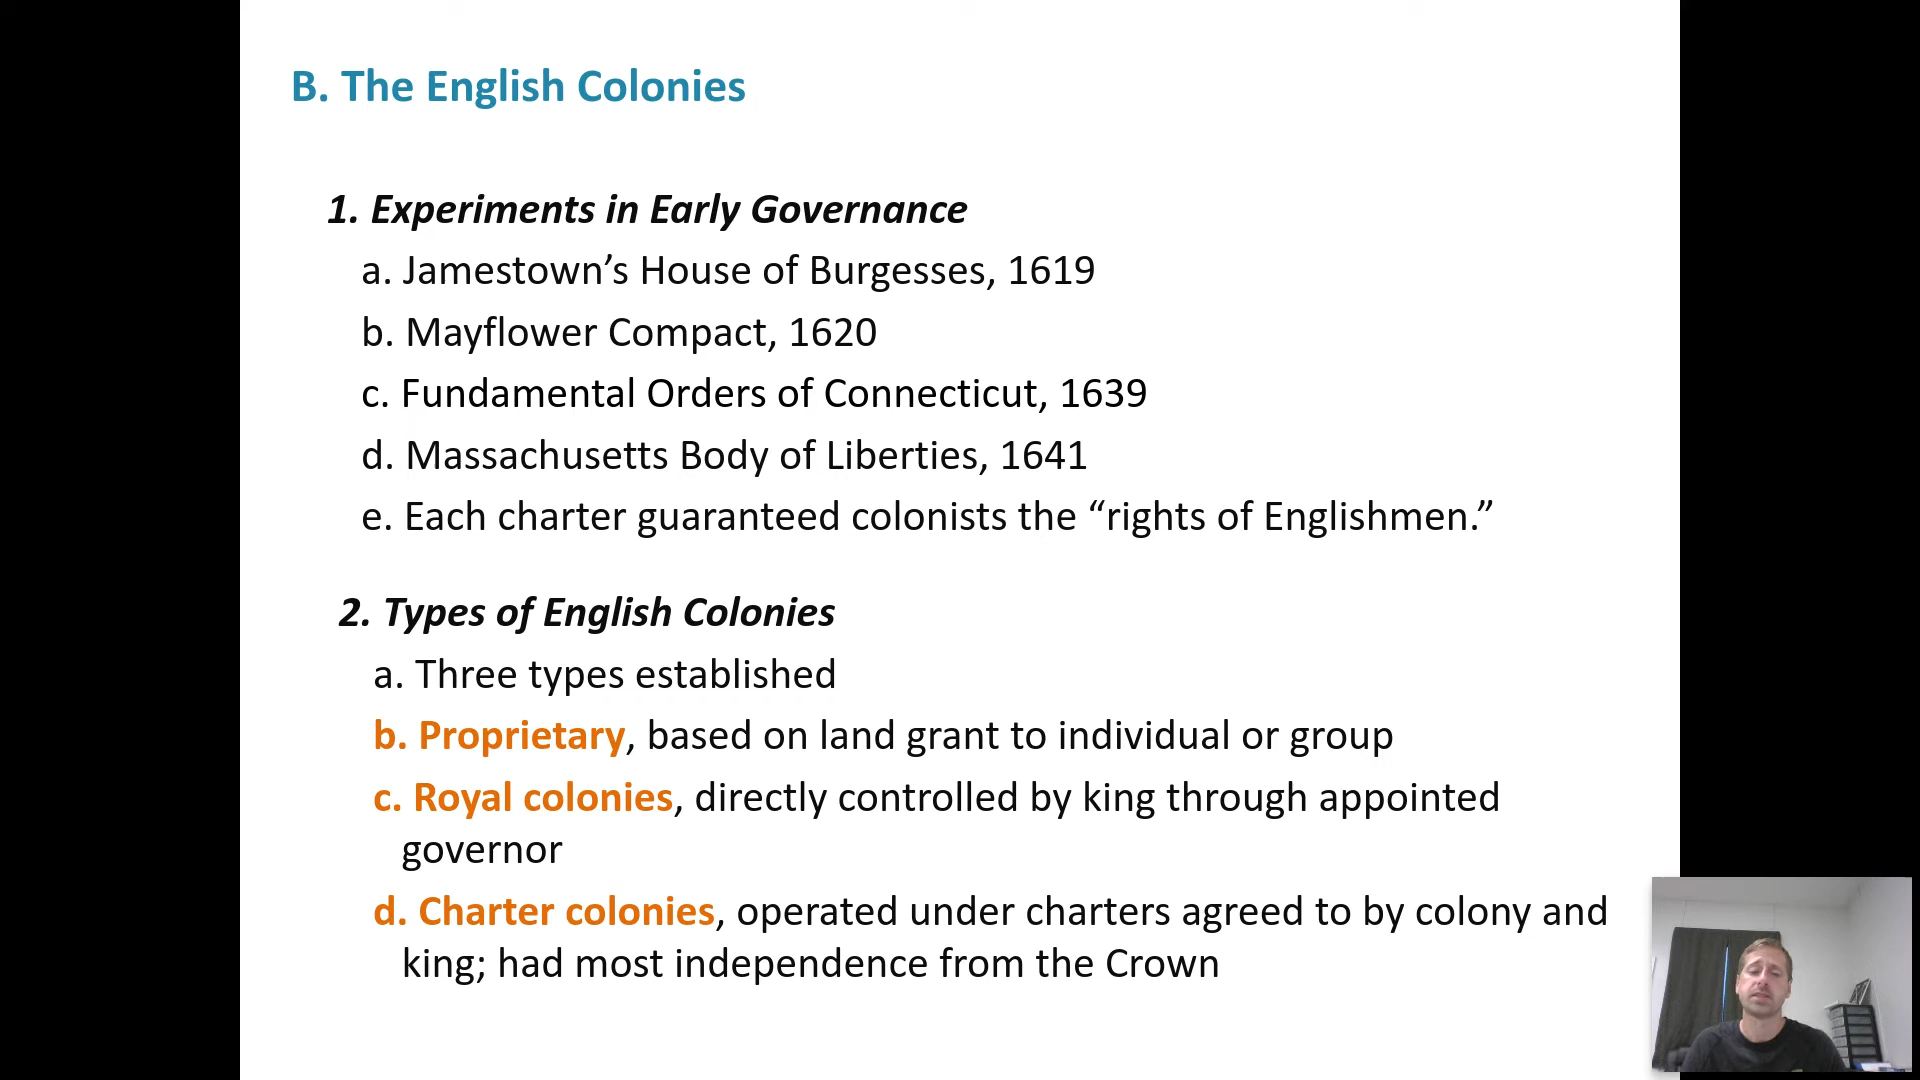 B. The English Colonies
1. Experiments in Early Governance
a. Jamestown’s House of Burgesses, 1619
b. Mayflower Compact, 1620
c. Fundamental Orders of Connecticut, 1639
d. Massachusetts Body of Liberties, 1641
e. Each charter guaranteed colonists the “rights of Englishmen.”
2. Types of English Colonies
a. Three types established
b. Proprietary, based on land grant to individual or group
c. Royal colonies, directly controlled by king through appointed
governor
d. Charter colonies, operated under charters agreed to by colony and
king; had most independence from the Crown